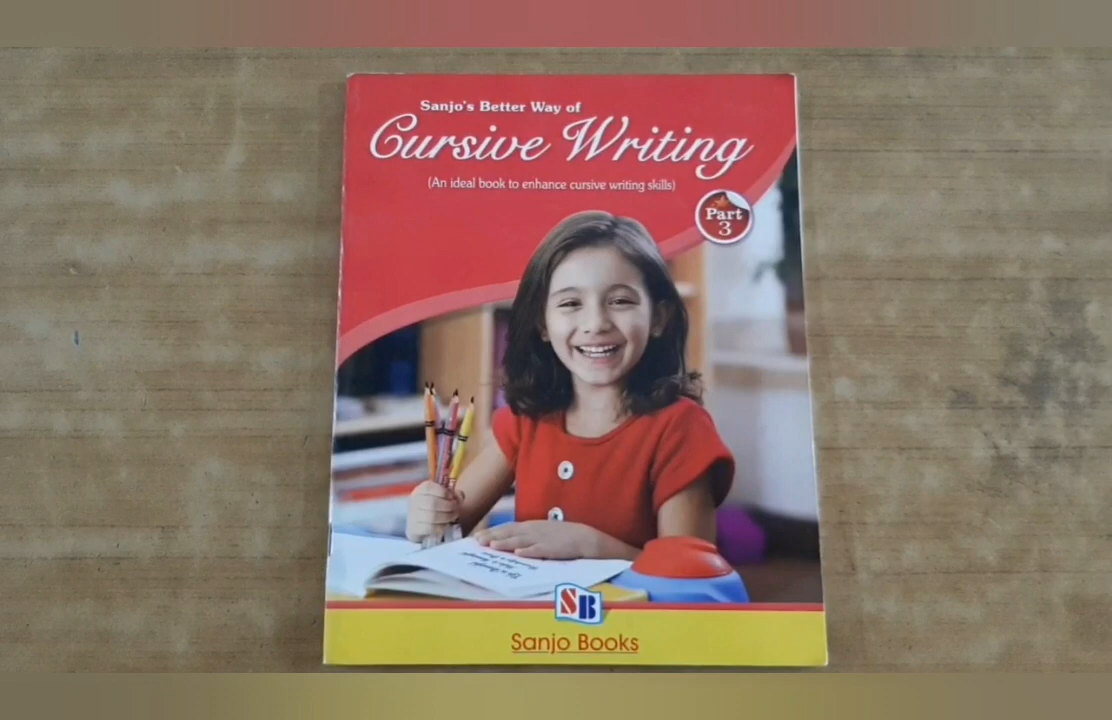 Sanjo's Better Way of
Cursive Writing
(An ideal book to enhance cursive writing skills)
Part
3
SB
Sanjo Books